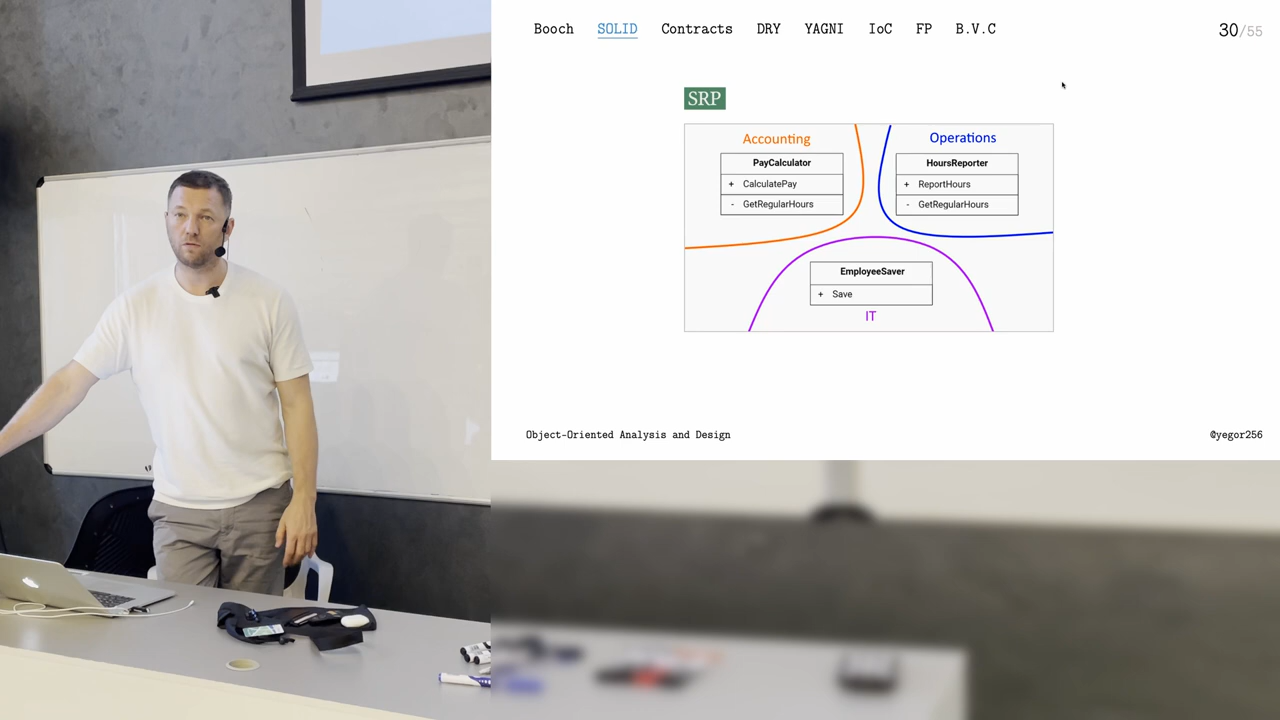 Booch SOLID Contracts DRY YAGNI IoC FP B.V.C 30/55
SRP
Accounting Operations
PayCalculator HoursReporter
+ CalculatePay + ReportHours
- GetRegularHours - GetRegularHours
EmployeeSaver
+ Save
IT
Object-Oriented Analysis and Design @yegor256